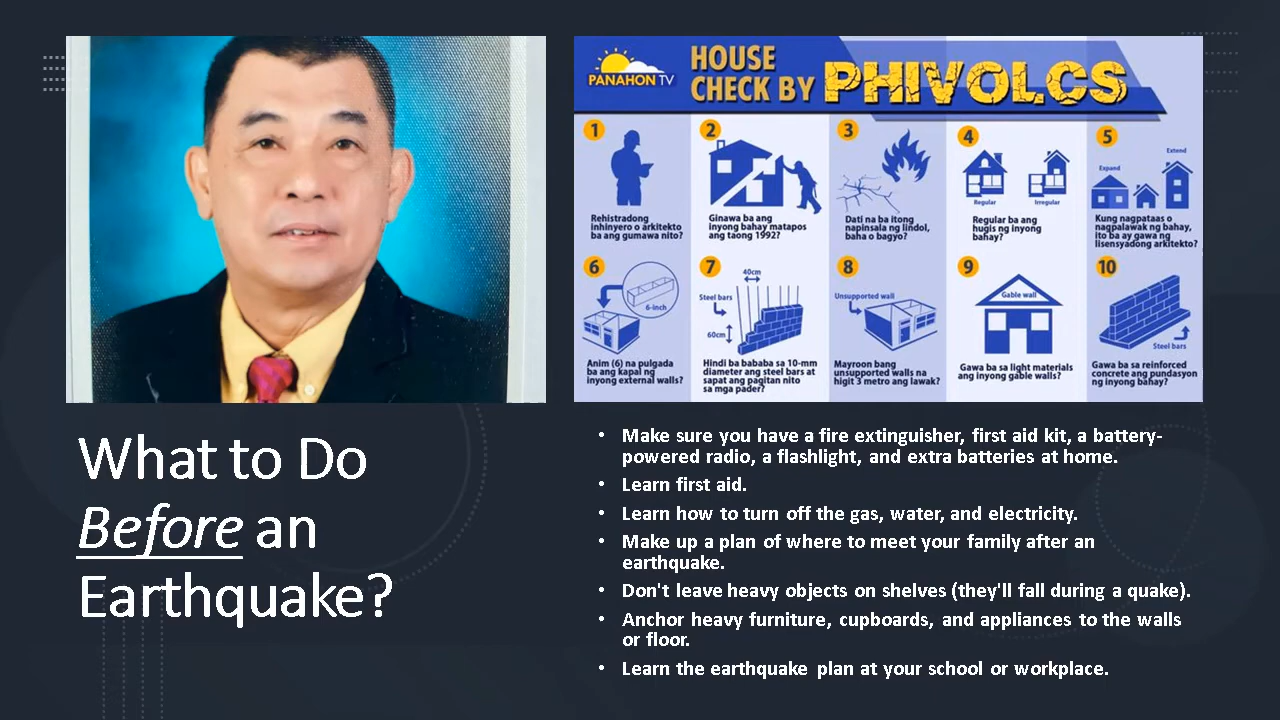 PANAHON TV
HOUSE
CHECK BY PHIVOLCS
1
Rehistradong
inhinyero o arkitekto
ba ang gumawa nito?
2
Ginawa ba ang
inyong bahay matapos
ang taong 1992?
3
Dati na ba itong
napinsala ng lindol,
baha o bagyo?
4
Regular
Irregular
Regular ba ang
hugis ng inyong
bahay?
5
Expand
Extend
Kung nagpataas o
nagpalawak ng bahay,
ito ba ay gawa ng
lisensyadong arkitekto?
6
6-inch
Anim (6) na pulgada
ba ang kapal ng
inyong external walls?
7
40cm
Steel bars
60cm
Hindi ba bababa sa 10-mm
diameter ang steel bars at
sapat ang pagitan nito
sa mga pader?
8
Unsupported wall
Mayroon bang
unsupported walls na
higit 3 metro ang lawak?
9
Gable wall
Gawa ba sa light materials
ang inyong gable walls?
10
Steel bars
Gawa ba sa reinforced
concrete ang pundasyon
ng inyong bahay?
What to Do
Before an
Earthquake?
• Make sure you have a fire extinguisher, first aid kit, a battery-
powered radio, a flashlight, and extra batteries at home.
• Learn first aid.
• Learn how to turn off the gas, water, and electricity.
• Make up a plan of where to meet your family after an
earthquake.
• Don't leave heavy objects on shelves (they'll fall during a quake).
• Anchor heavy furniture, cupboards, and appliances to the walls
or floor.
• Learn the earthquake plan at your school or workplace.